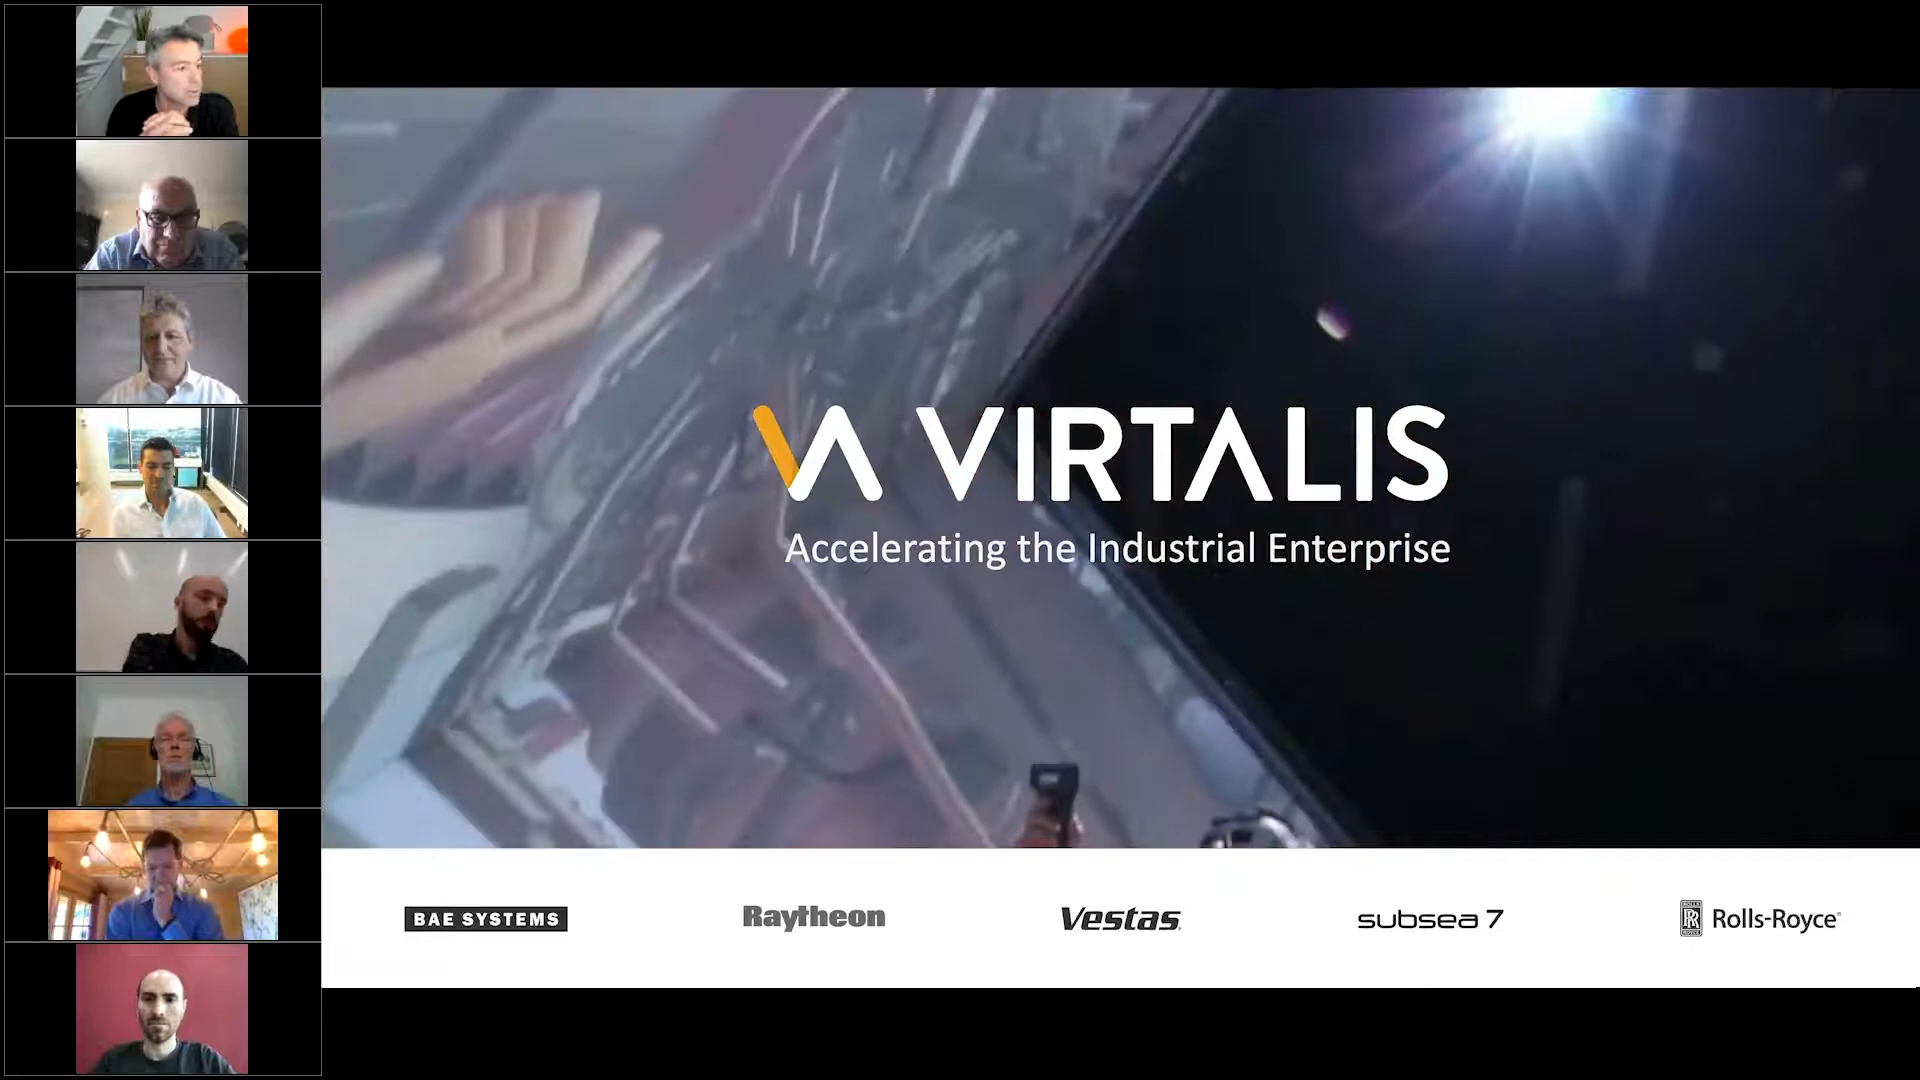 VIRTALIS
Accelerating the Industrial Enterprise
BAE SYSTEMS
Raytheon
Vestas
subsea 7
Rolls-Royce